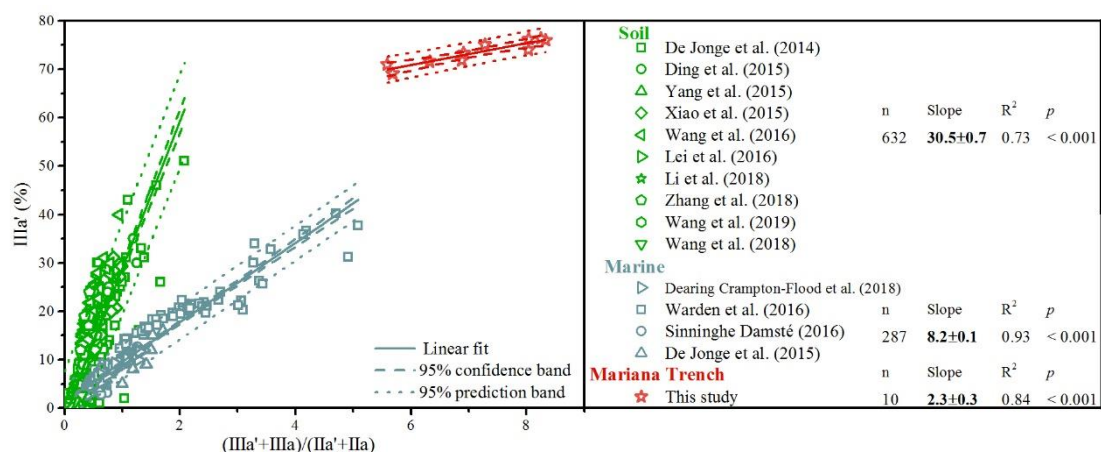 80
70
60
50
40
30
20
10
0
IIIa' (%)
0 2 4 6 8
(IIIa'+IIIa)/(IIa'+IIa)
Linear fit
95% confidence band
95% prediction band
Soil
De Jonge et al. (2014)
Ding et al. (2015)
Yang et al. (2015)
Xiao et al. (2015) n Slope R² p
Wang et al. (2016) 632 30.5±0.7 0.73 < 0.001
Lei et al. (2016)
Li et al. (2018)
Zhang et al. (2018)
Wang et al. (2019)
Wang et al. (2018)
Marine
Dearing Crampton-Flood et al. (2018)
Warden et al. (2016) n Slope R² p
Sinninghe Damsté (2016) 287 8.2±0.1 0.93 < 0.001
De Jonge et al. (2015)
Mariana Trench n Slope R² p
This study 10 2.3±0.3 0.84 < 0.001